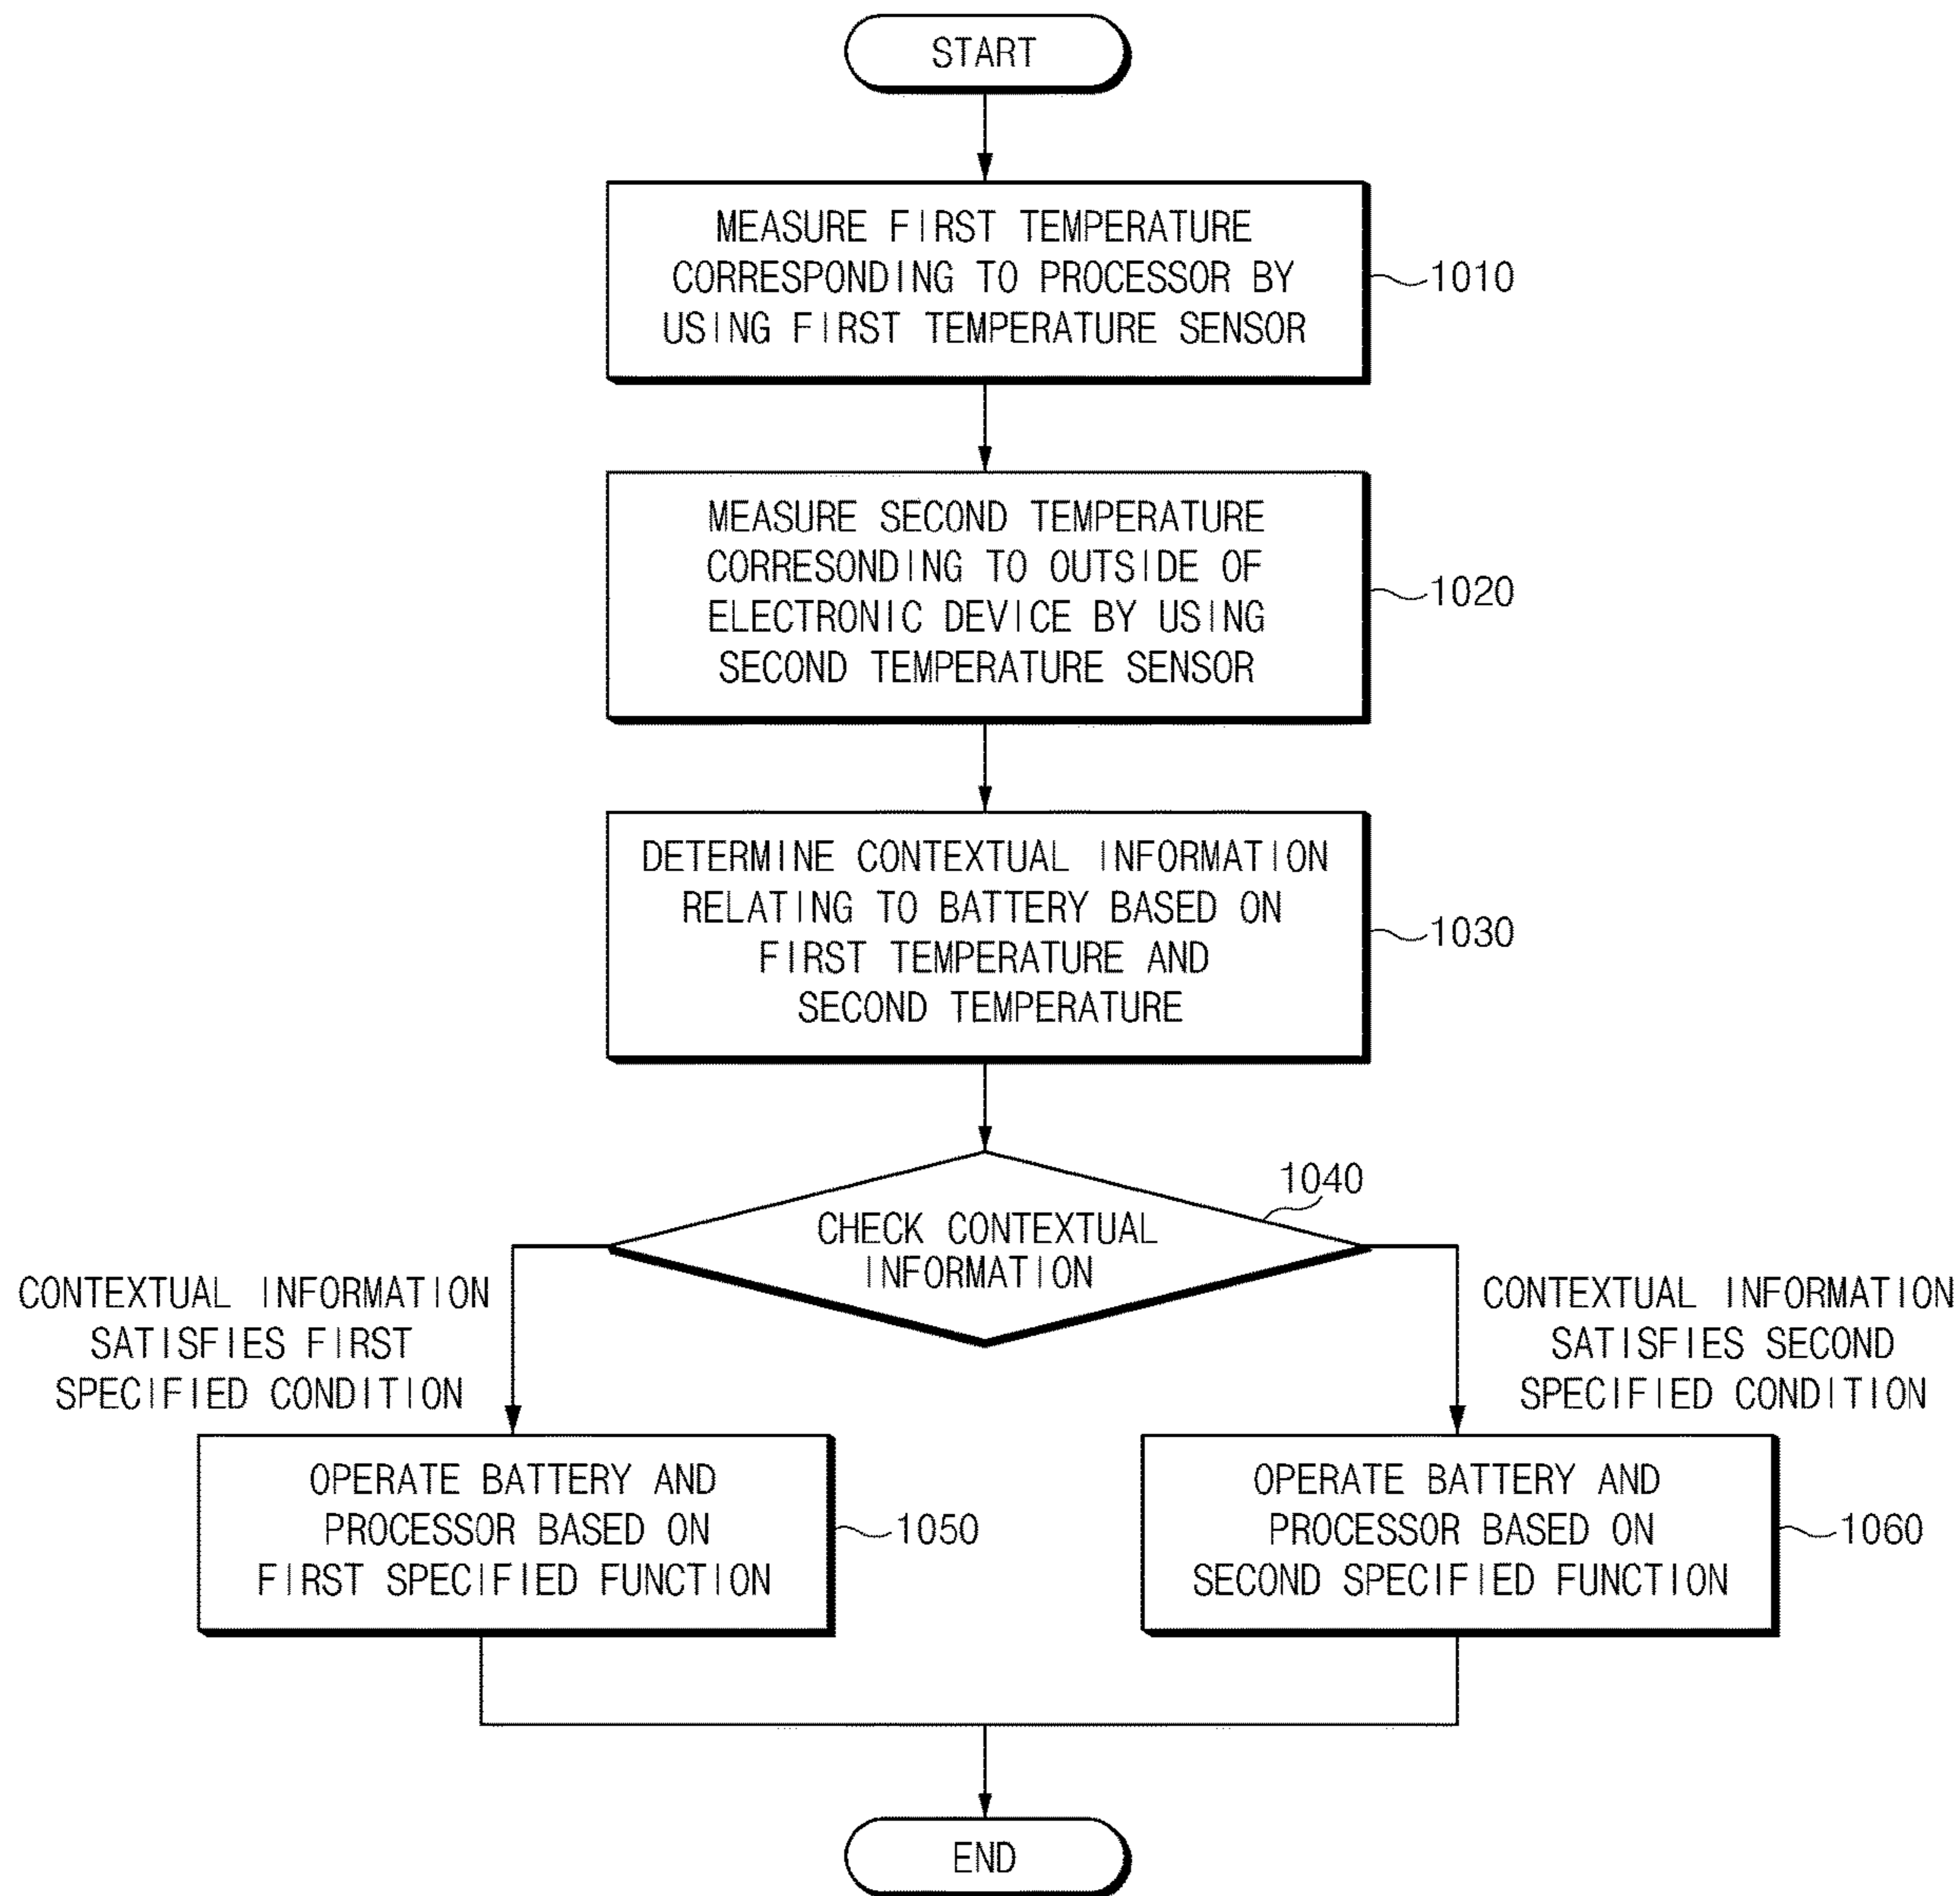 START
MEASURE FIRST TEMPERATURE
CORRESPONDING TO PROCESSOR BY
USING FIRST TEMPERATURE SENSOR
1010
MEASURE SECOND TEMPERATURE
CORRESONDING TO OUTSIDE OF
ELECTRONIC DEVICE BY USING
SECOND TEMPERATURE SENSOR
1020
DETERMINE CONTEXTUAL INFORMATION
RELATING TO BATTERY BASED ON
FIRST TEMPERATURE AND
SECOND TEMPERATURE
1030
1040
CHECK CONTEXTUAL
INFORMATION
CONTEXTUAL INFORMATION
SATISFIES FIRST
SPECIFIED CONDITION
CONTEXTUAL INFORMATION
SATISFIES SECOND
SPECIFIED CONDITION
OPERATE BATTERY AND
PROCESSOR BASED ON
FIRST SPECIFIED FUNCTION
1050
OPERATE BATTERY AND
PROCESSOR BASED ON
SECOND SPECIFIED FUNCTION
1060
END